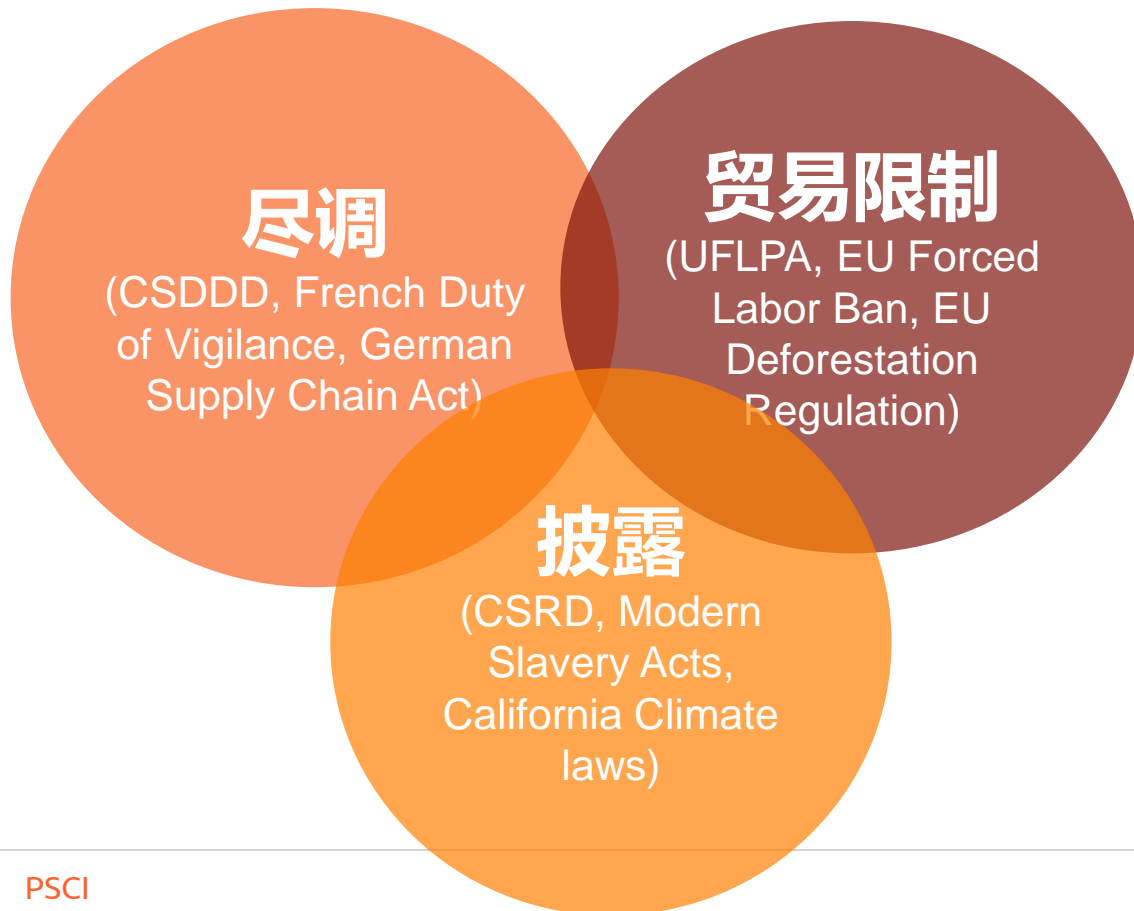 尽调
(CSDDD, French Duty
of Vigilance, German
Supply Chain Act)
贸易限制
(UFLPA, EU Forced
Labor Ban, EU
Deforestation
Regulation)
披露
(CSRD, Modern
Slavery Acts,
California Climate
laws)
PSCI